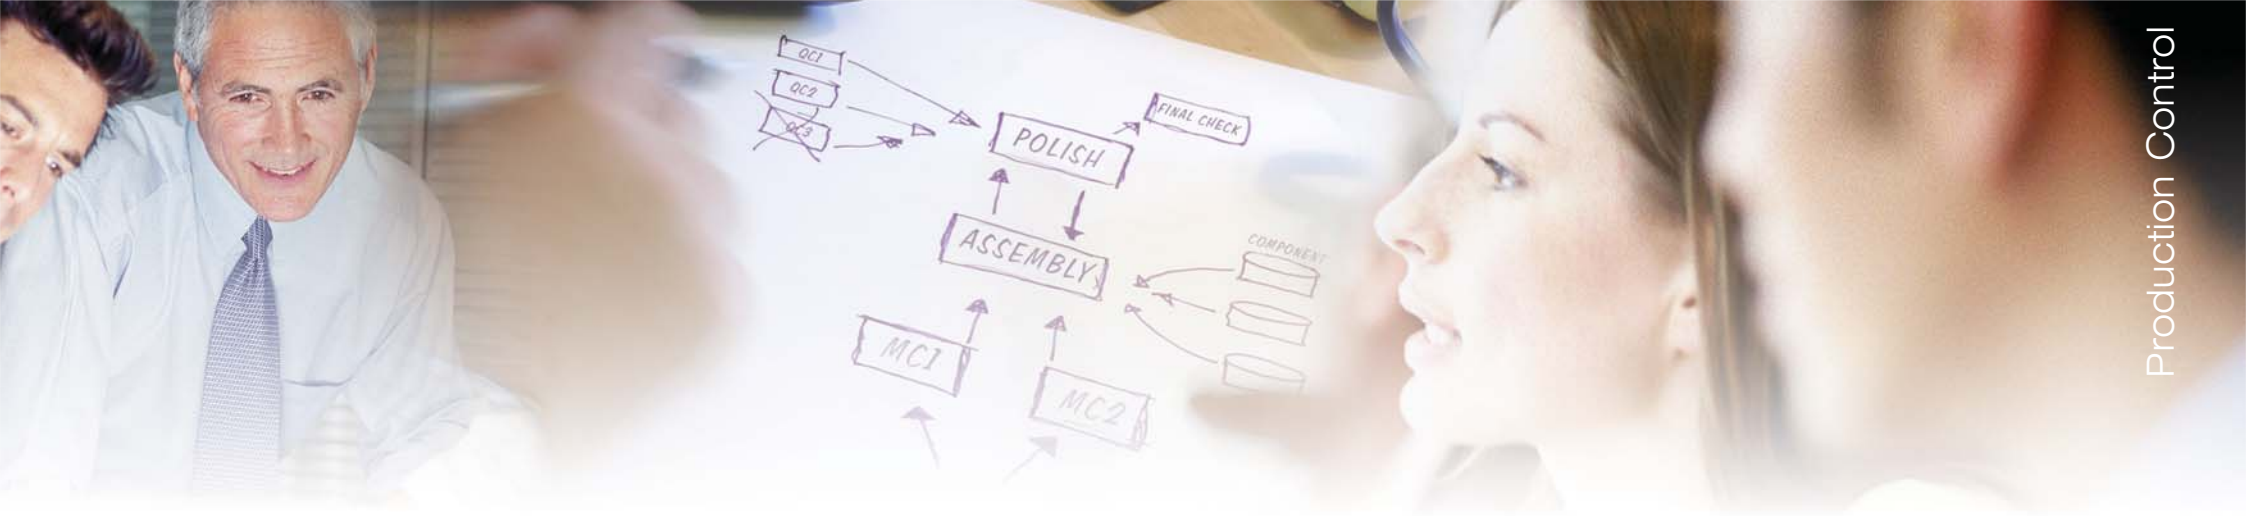 QC1
QC2
QC3
POLISH
FINAL CHECK
ASSEMBLY
COMPONENT
MC1
MC2
Production Control